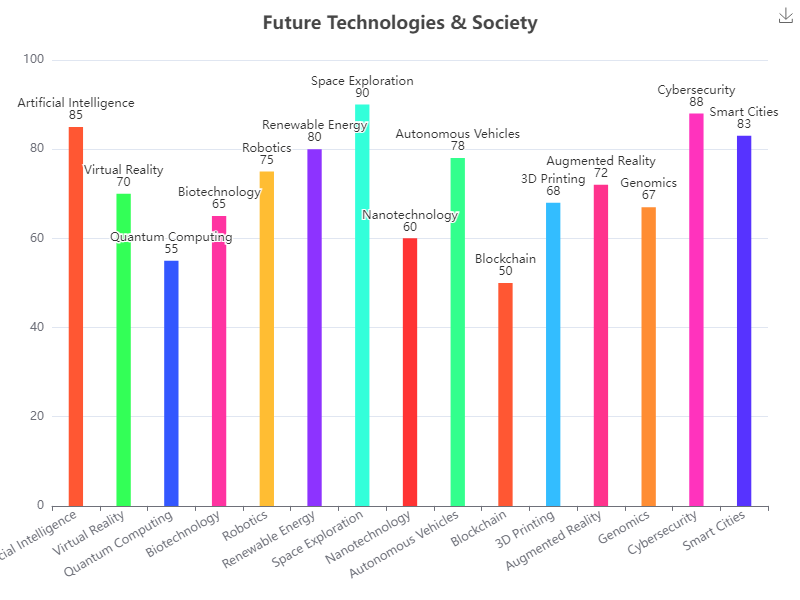 Future Technologies & Society
100
80
60
40
20
0
Artificial Intelligence
85
Virtual Reality
70
Quantum Computing
55
Biotechnology
65
Robotics
75
Renewable Energy
80
Space Exploration
90
Nanotechnology
60
Autonomous Vehicles
78
Blockchain
50
3D Printing
68
Augmented Reality
72
Genomics
67
Cybersecurity
88
Smart Cities
83
cial Intelligence
Virtual Reality
Quantum Computing
Biotechnology
Robotics
Renewable Energy
Space Exploration
Nanotechnology
Autonomous Vehicles
Blockchain
3D Printing
Augmented Reality
Genomics
Cybersecurity
Smart Cities